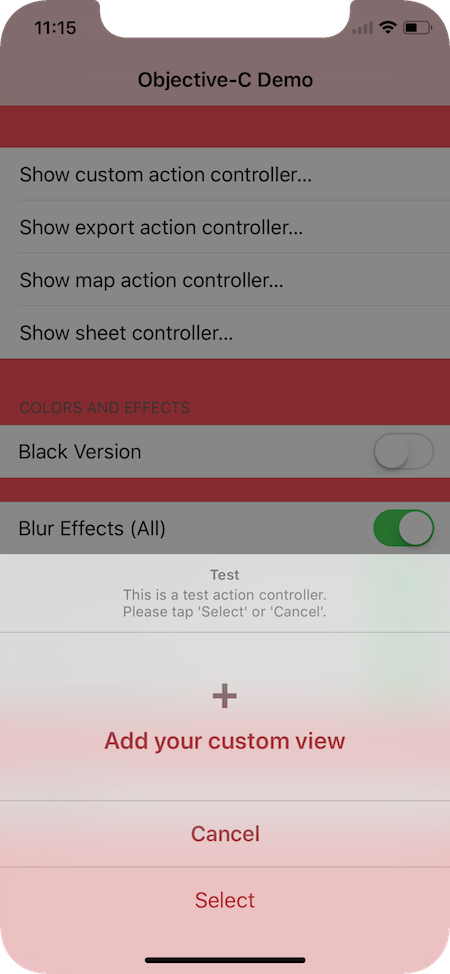 11:15
Objective-C Demo
Show custom action controller...
Show export action controller...
Show map action controller...
Show sheet controller...
COLORS AND EFFECTS
Black Version
Blur Effects (All)
Test
This is a test action controller.
Please tap 'Select' or 'Cancel'.
Add your custom view
Cancel
Select